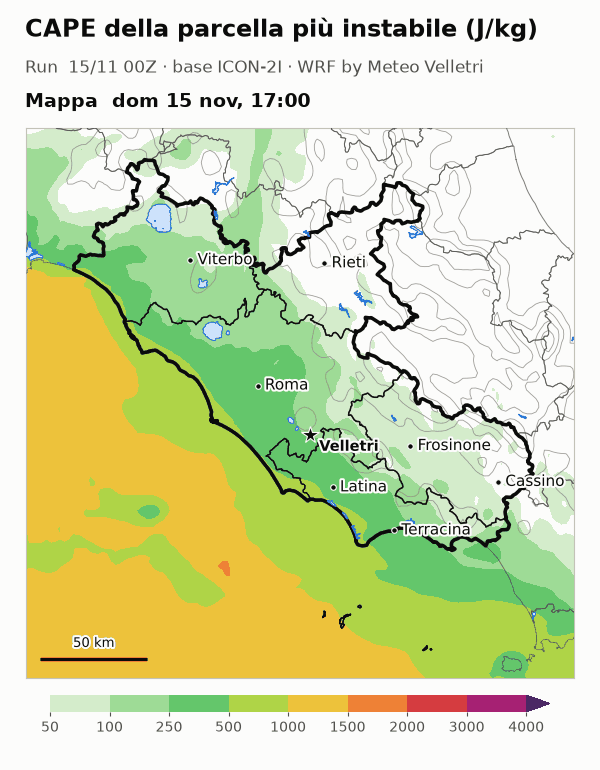 CAPE della parcella più instabile (J/kg)
Run  15/11 00Z · base ICON-2I · WRF by Meteo Velletri
Mappa  dom 15 nov, 17:00
Viterbo
Rieti
Roma
Velletri
Frosinone
Cassino
Latina
Terracina
50 km
50 100 250 500 1000 1500 2000 3000 4000